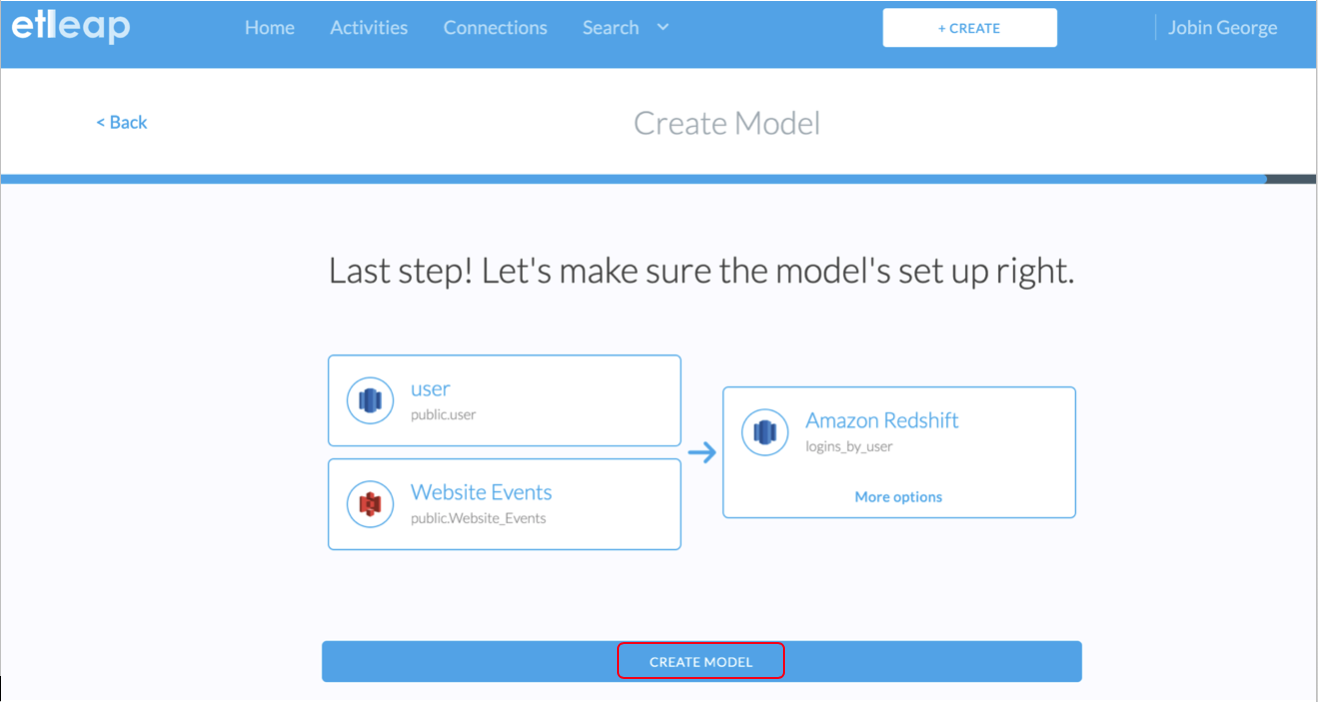 etleap
Home Activities Connections Search + CREATE Jobin George
< Back
Create Model
Last step! Let's make sure the model's set up right.
user
public.user
Website Events
public.Website_Events
Amazon Redshift
logins_by_user
More options
CREATE MODEL